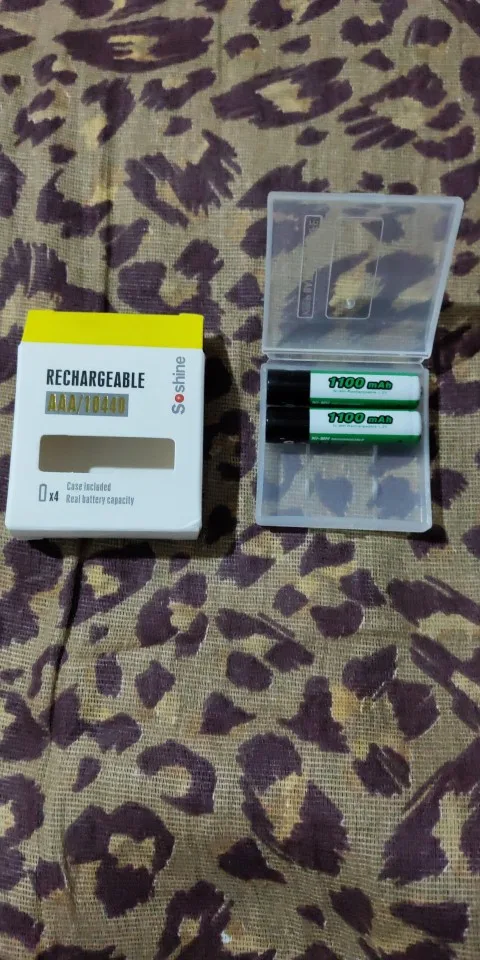 RECHARGEABLE
AAA/10440
Soshine
x4
Case included
Real battery capacity
1100 mAh
1100 mAh